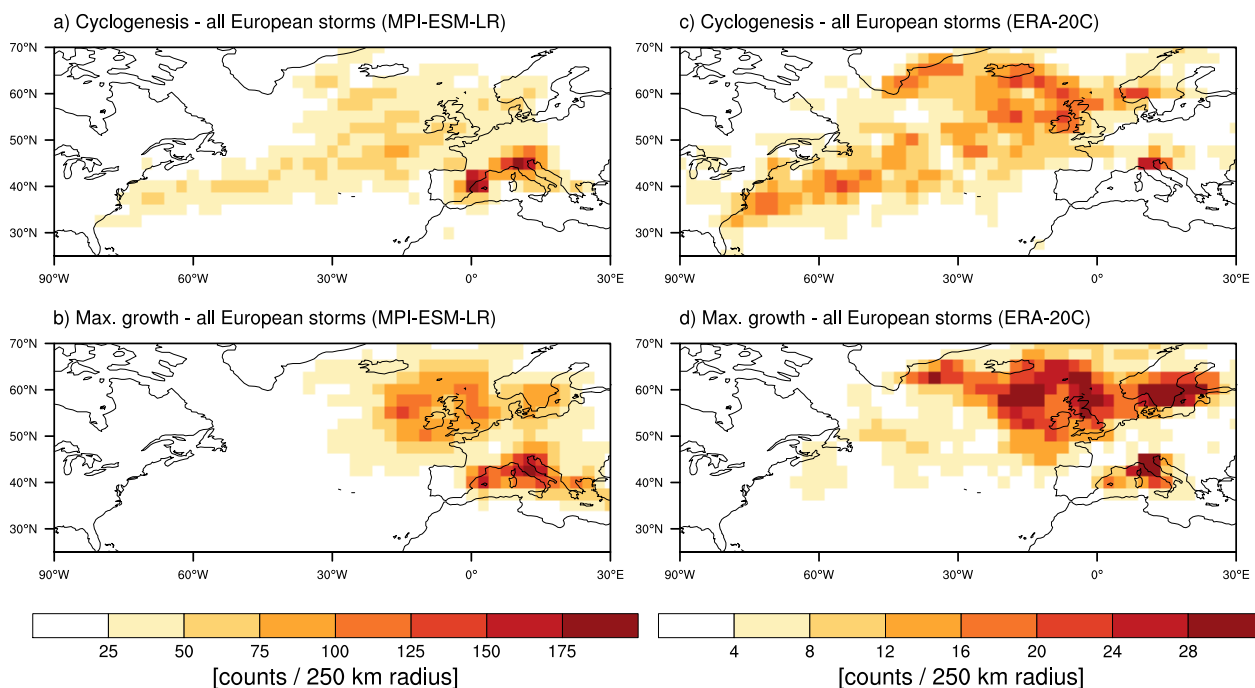 a) Cyclogenesis - all European storms (MPI-ESM-LR)
70°N
60°N
50°N
40°N
30°N
90°W 60°W 30°W 0° 30°E
b) Max. growth - all European storms (MPI-ESM-LR)
70°N
60°N
50°N
40°N
30°N
90°W 60°W 30°W 0° 30°E
25 50 75 100 125 150 175
[counts / 250 km radius]
c) Cyclogenesis - all European storms (ERA-20C)
70°N
60°N
50°N
40°N
30°N
90°W 60°W 30°W 0° 30°E
d) Max. growth - all European storms (ERA-20C)
70°N
60°N
50°N
40°N
30°N
90°W 60°W 30°W 0° 30°E
4 8 12 16 20 24 28
[counts / 250 km radius]